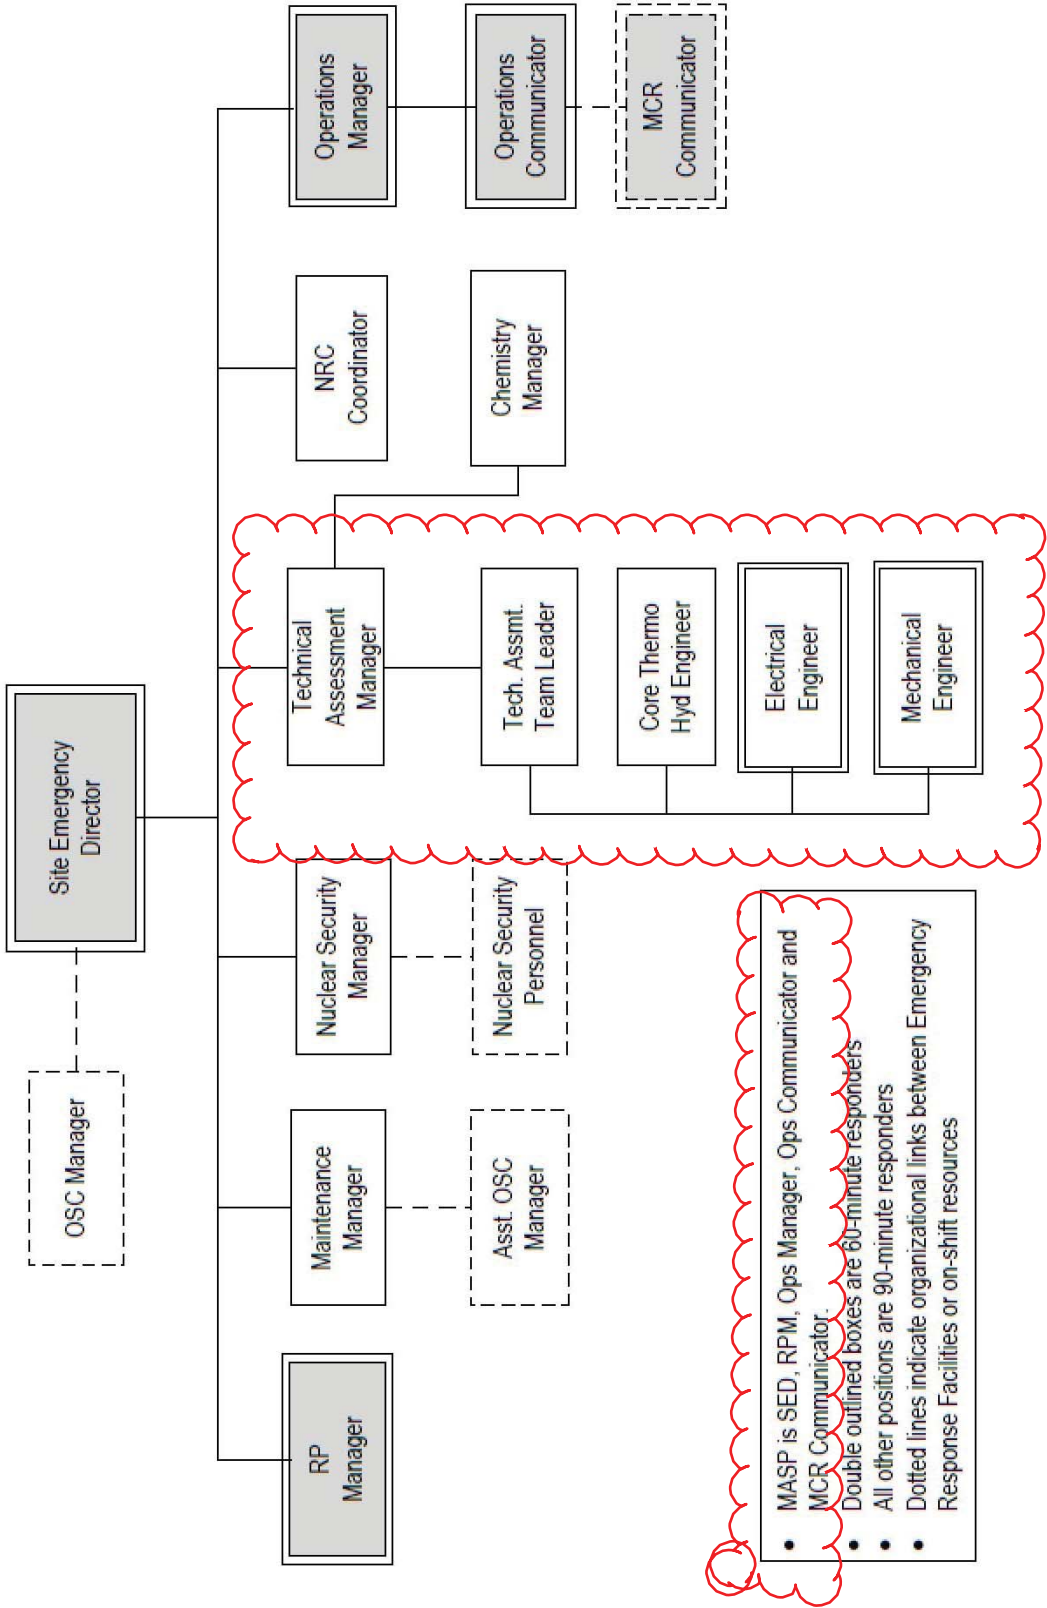 OSC Manager
Site Emergency
Director
RP
Manager
Maintenance
Manager
Nuclear Security
Manager
Technical
Assessment
Manager
NRC
Coordinator
Operations
Manager
Asst. OSC
Manager
Nuclear Security
Personnel
Tech. Assmt.
Team Leader
Chemistry
Manager
Operations
Communicator
Core Thermo
Hyd Engineer
MCR
Communicator
Electrical
Engineer
Mechanical
Engineer
• MASP is SED, RPM, Ops Manager, Ops Communicator and
MCR Communicator.
• Double outlined boxes are 60-minute responders
• All other positions are 90-minute responders
• Dotted lines indicate organizational links between Emergency
Response Facilities or on-shift resources